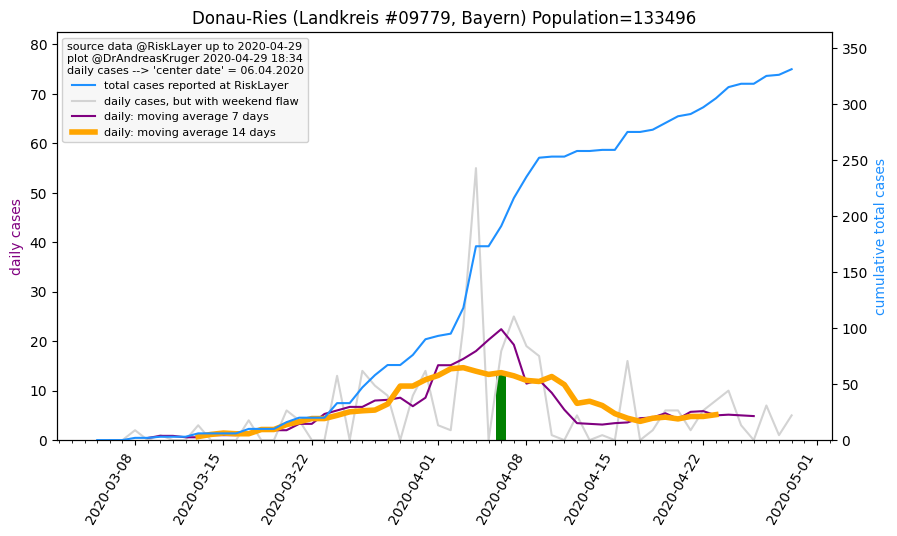 Donau-Ries (Landkreis #09779, Bayern) Population=133496
source data @RiskLayer up to 2020-04-29
plot @DrAndreasKruger 2020-04-29 18:34
daily cases --> 'center date' = 06.04.2020
total cases reported at RiskLayer
daily cases, but with weekend flaw
daily: moving average 7 days
daily: moving average 14 days
daily cases
80
70
60
50
40
30
20
10
0
cumulative total cases
350
300
250
200
150
100
50
0
2020-03-08
2020-03-15
2020-03-22
2020-04-01
2020-04-08
2020-04-15
2020-04-22
2020-05-01